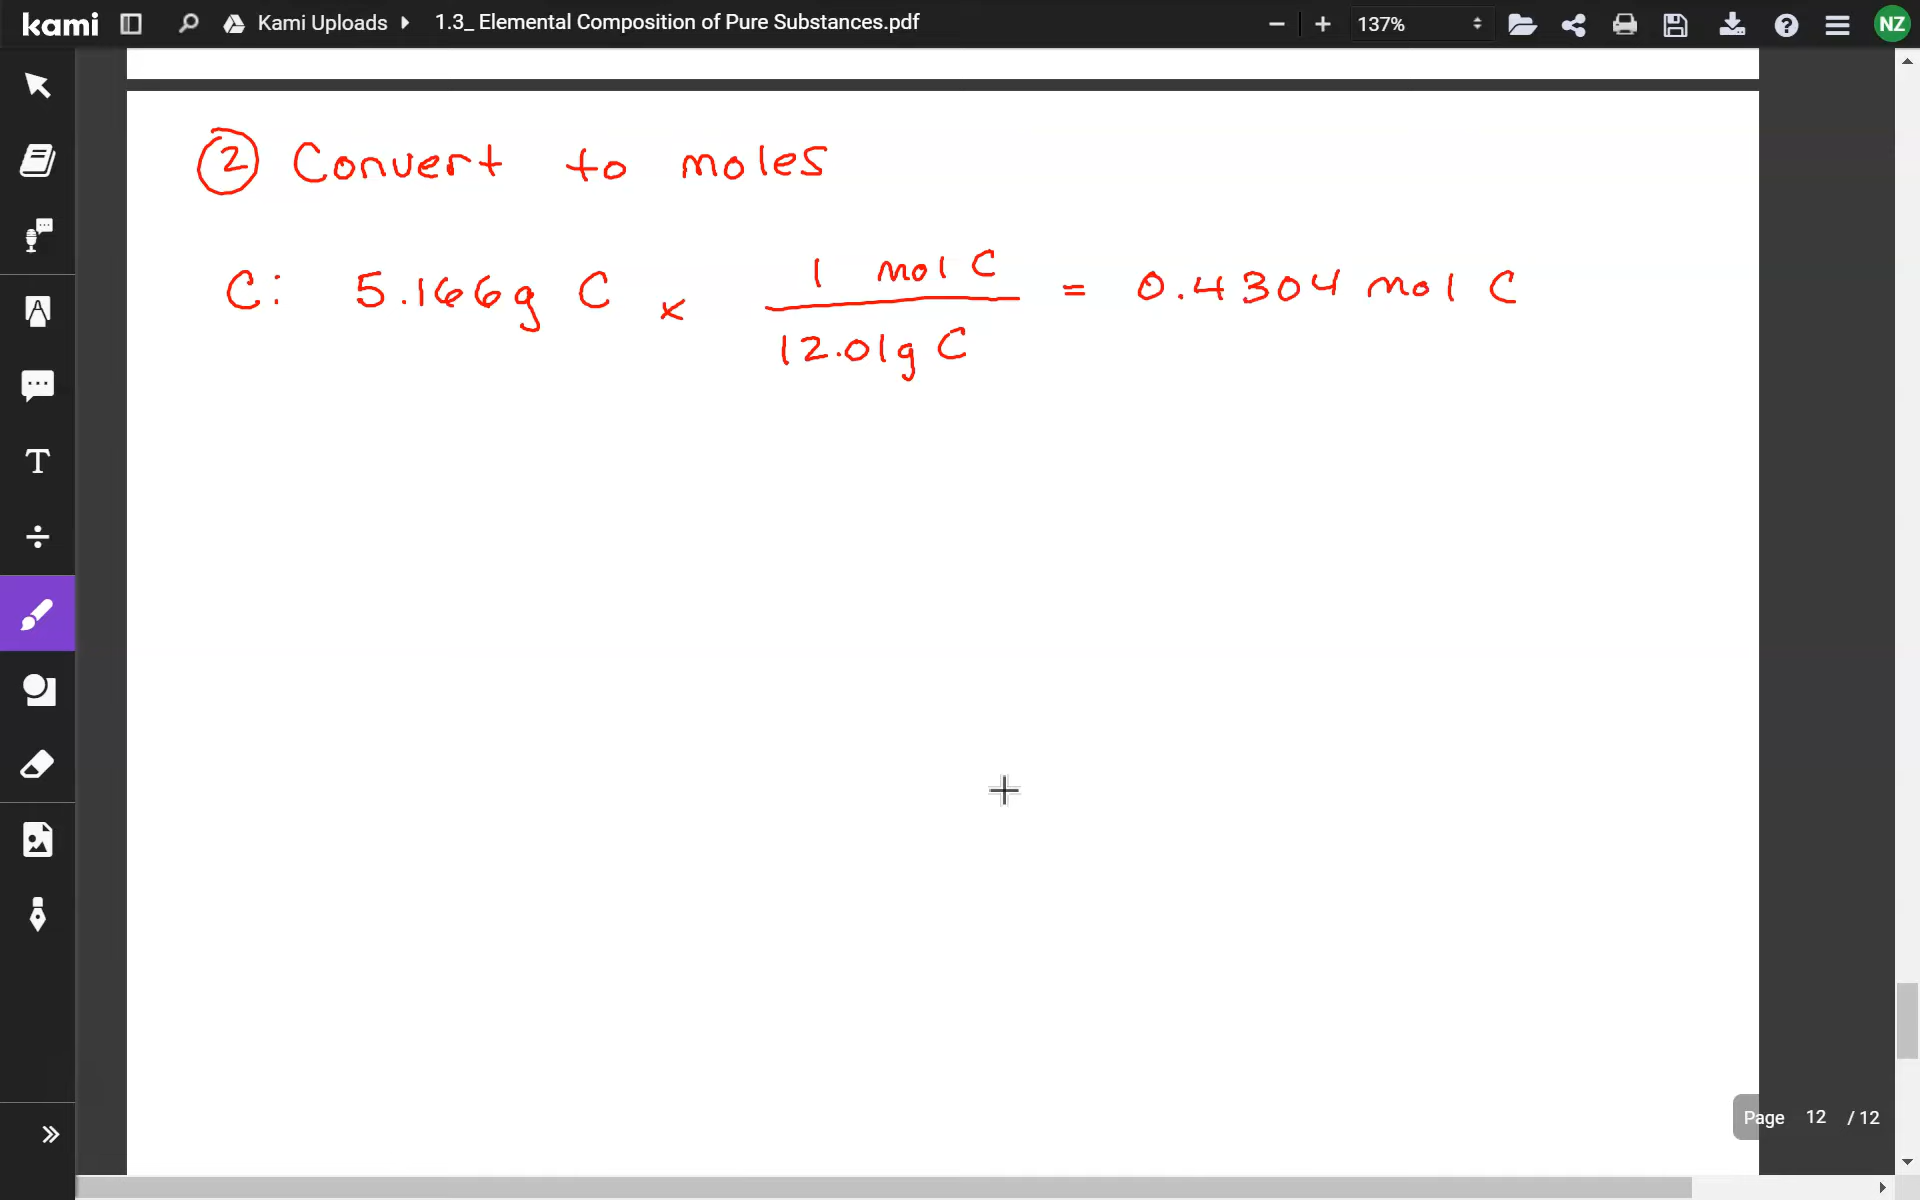 kami Kami Uploads 1.3_ Elemental Composition of Pure Substances.pdf 137% NZ
② Convert to moles
C: 5.166g C × 1 mol C / 12.01g C = 0.4304 mol C
Page 12 / 12